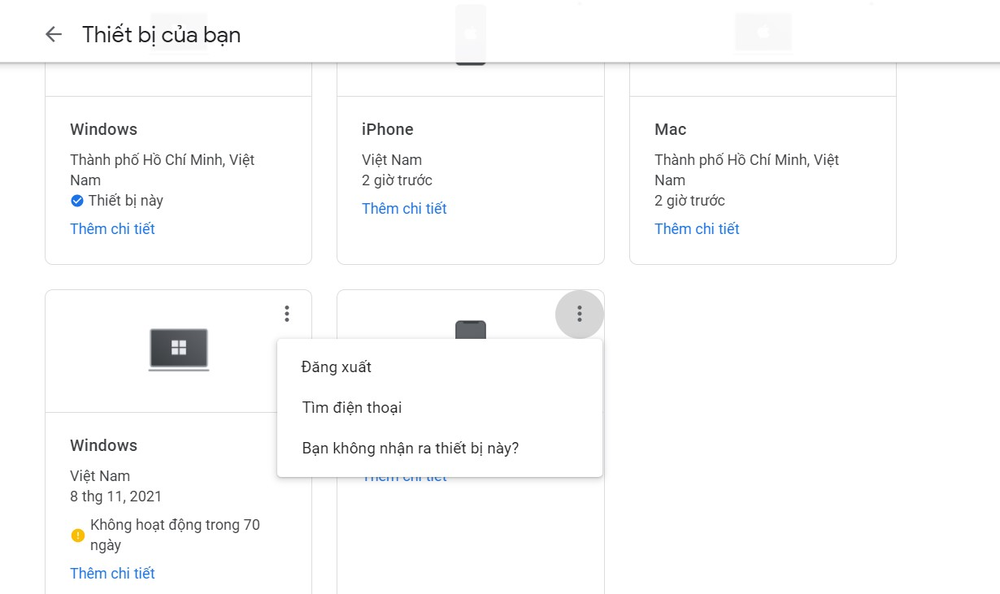 Thiết bị của bạn
Windows
Thành phố Hồ Chí Minh, Việt
Nam
Thiết bị này
Thêm chi tiết
iPhone
Việt Nam
2 giờ trước
Thêm chi tiết
Mac
Thành phố Hồ Chí Minh, Việt
Nam
2 giờ trước
Thêm chi tiết
Windows
Việt Nam
8 thg 11, 2021
Không hoạt động trong 70
ngày
Thêm chi tiết
Đăng xuất
Tìm điện thoại
Bạn không nhận ra thiết bị này?
Thêm chi tiết